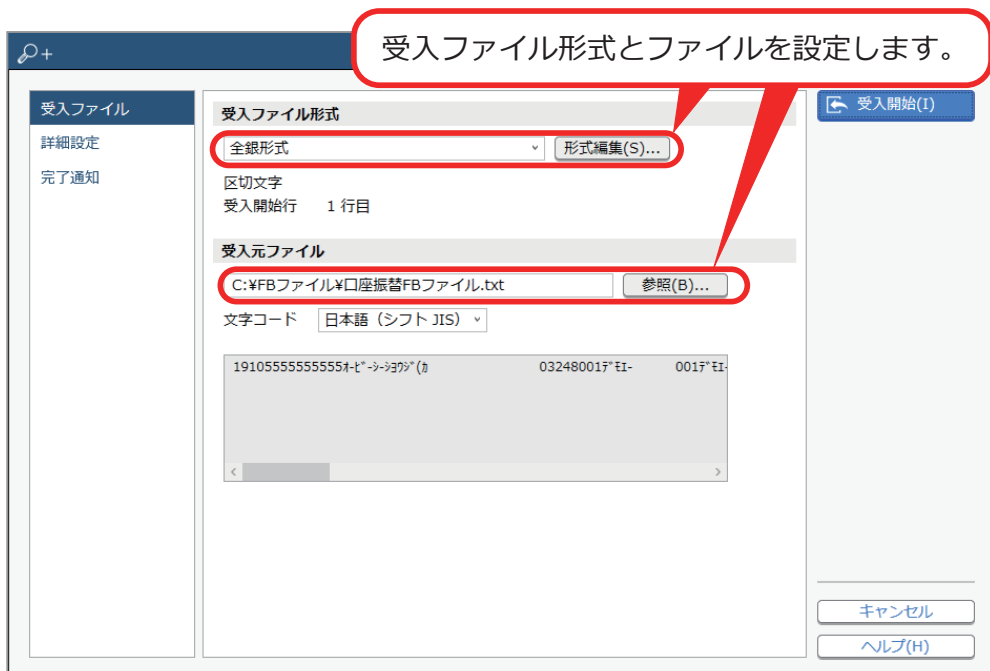 受入ファイル形式とファイルを設定します。
受入ファイル
詳細設定
完了通知
受入ファイル形式
全銀形式
形式編集(S)...
区切文字
受入開始行 1 行目
受入元ファイル
C:¥FBファイル¥口座振替FBファイル.txt
参照(B)...
文字コード 日本語（シフト JIS）
19105555555555ｵ-ﾋﾞ-ｼ-ｼﾖｳｼﾞ(ｶ 03248001ﾃﾞﾓｴｲ- 001ﾃﾞﾓｴｲ-
受入開始(I)
キャンセル
ヘルプ(H)